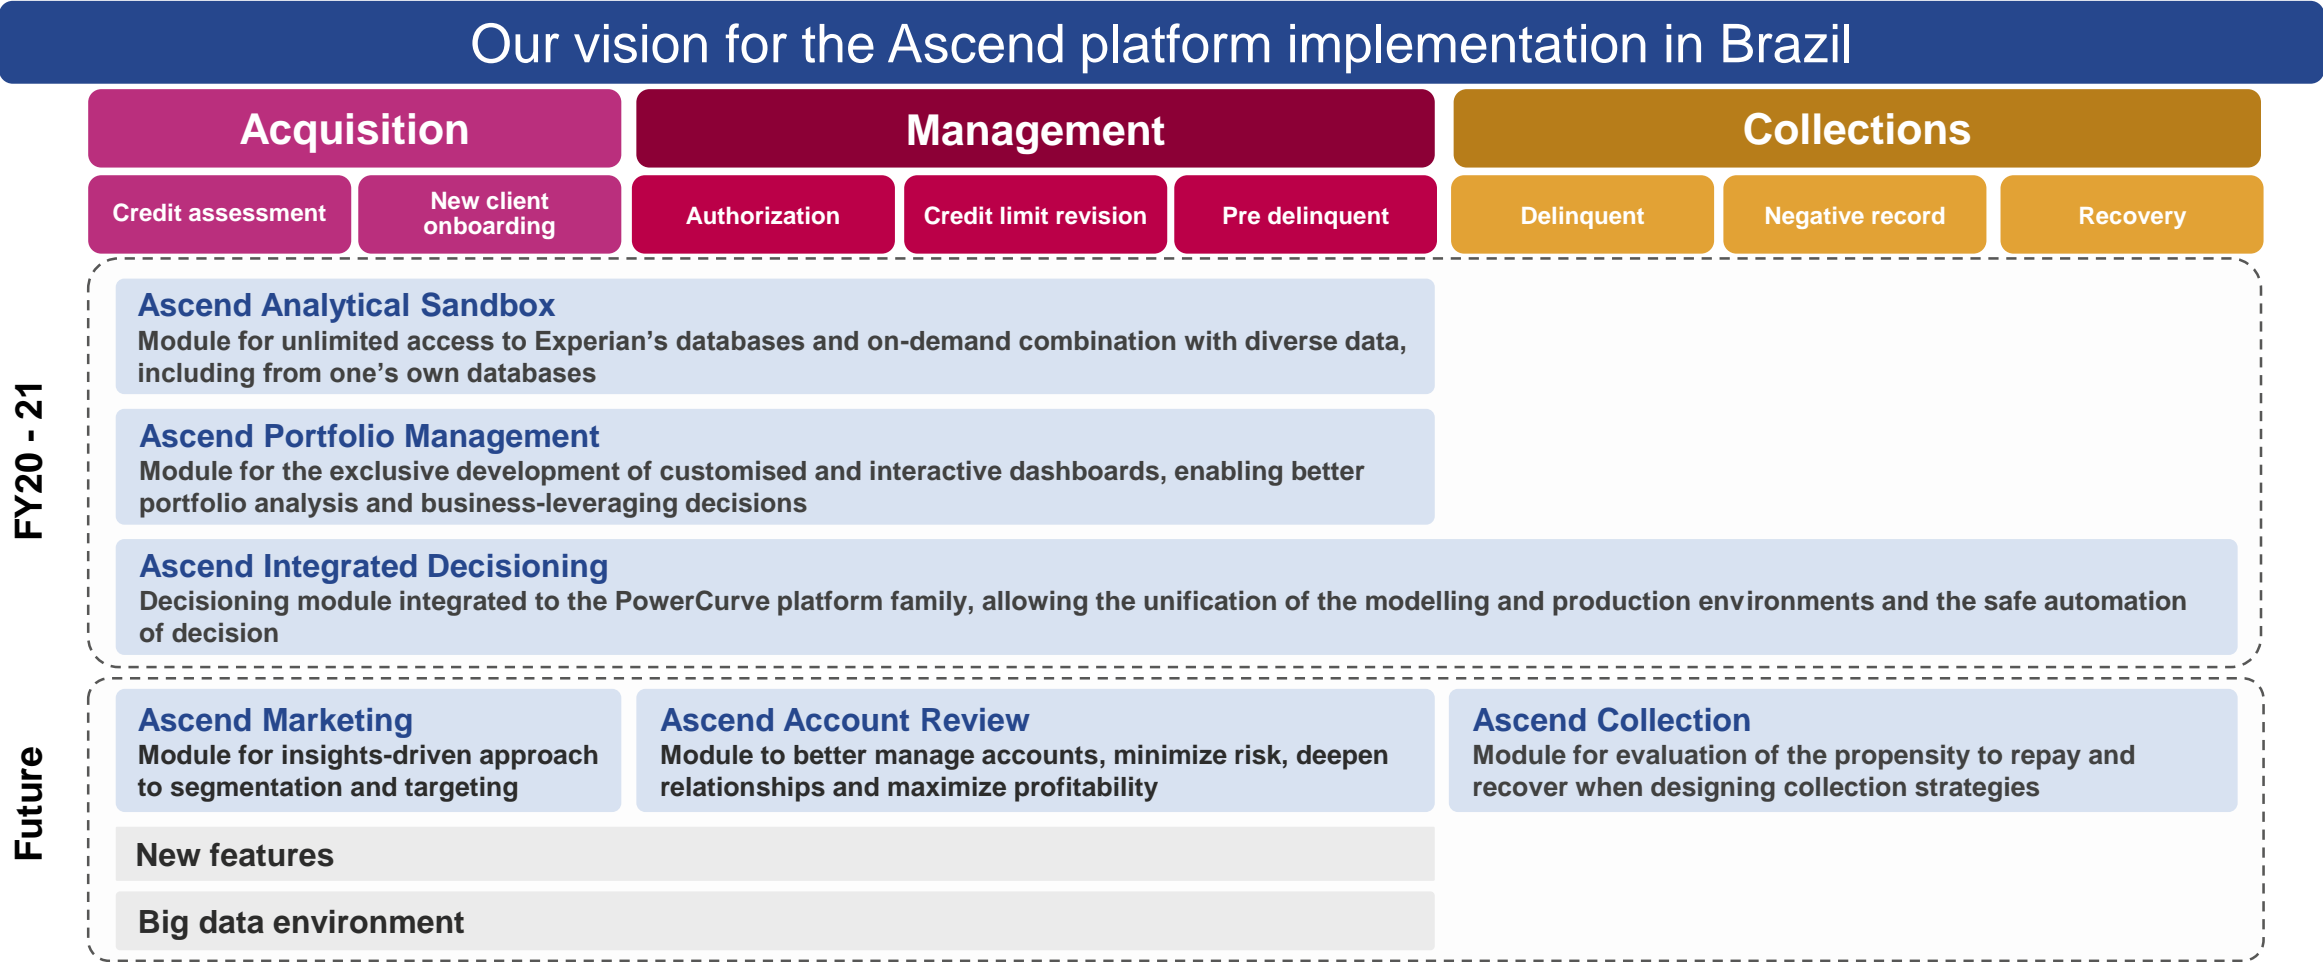 Our vision for the Ascend platform implementation in Brazil
Acquisition
Management
Collections
Credit assessment
New client
onboarding
Authorization
Credit limit revision
Pre delinquent
Delinquent
Negative record
Recovery
FY20 - 21
Ascend Analytical Sandbox
Module for unlimited access to Experian’s databases and on-demand combination with diverse data,
including from one’s own databases
Ascend Portfolio Management
Module for the exclusive development of customised and interactive dashboards, enabling better
portfolio analysis and business-leveraging decisions
Ascend Integrated Decisioning
Decisioning module integrated to the PowerCurve platform family, allowing the unification of the modelling and production environments and the safe automation
of decision
Future
Ascend Marketing
Module for insights-driven approach
to segmentation and targeting
Ascend Account Review
Module to better manage accounts, minimize risk, deepen
relationships and maximize profitability
Ascend Collection
Module for evaluation of the propensity to repay and
recover when designing collection strategies
New features
Big data environment